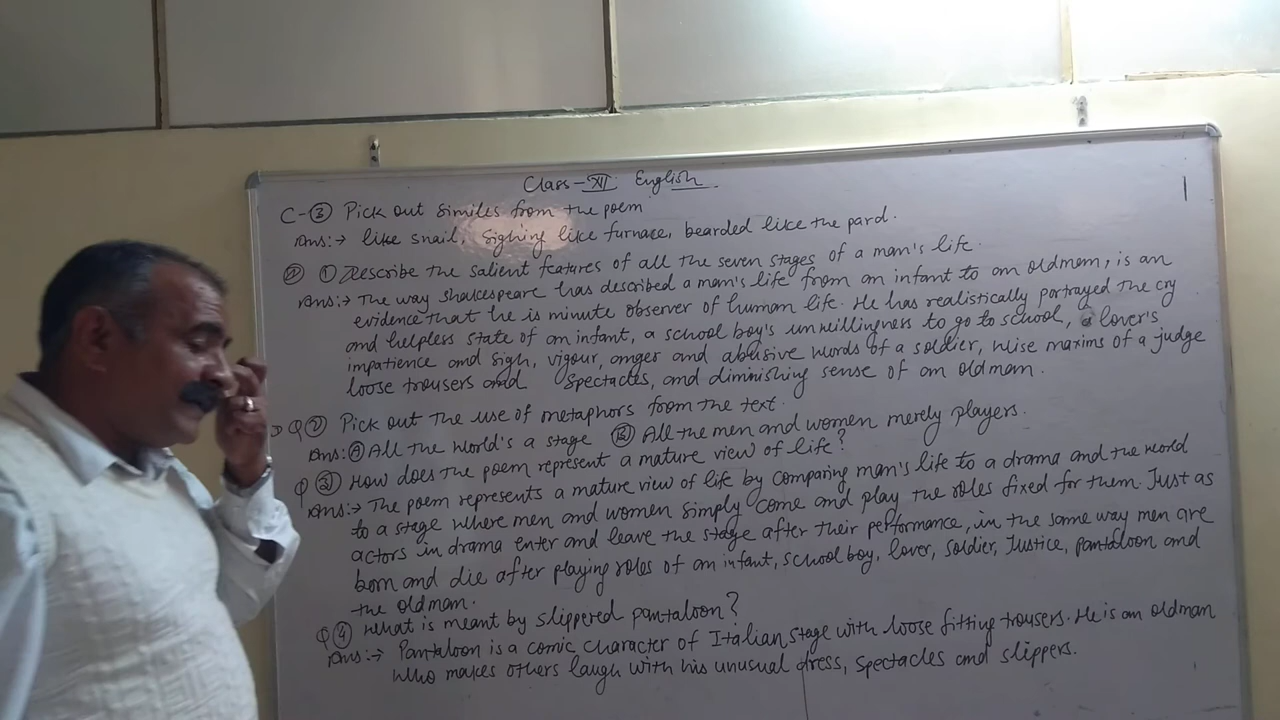 Class-XI English
C-③ Pick out similes from the poem
Ans:→ like snail, sighing like furnace, bearded like the pard.
② ① Describe the salient features of all the seven stages of a man's life.
Ans:→ The way Shakespeare has described a man's life from an infant to an oldman, is an
evidence that he is minute observer of human life. He has realistically portrayed the cry
and helpless state of an infant, a school boy's unwillingness to go to school, a lover's
impatience and sigh, vigour, anger and abusive words of a soldier, wise maxims of a judge
loose trousers and spectacles, and diminishing sense of an oldman.
Q② Pick out the use of metaphors from the text.
Ans: Ⓐ All the world's a stage Ⓑ All the men and women merely players.
Q③ How does the poem represent a mature view of life?
Ans:→ The poem represents a mature view of life by comparing man's life to a drama and the world
to a stage where men and women simply come and play the roles fixed for them. Just as
actors in drama enter and leave the stage after their performance, in the same way men are
born and die after playing roles of an infant, school boy, lover, soldier, Justice, pantaloon and
the oldman.
Q④ What is meant by slippered pantaloon?
Ans:→ Pantaloon is a comic character of Italian stage with loose fitting trousers. He is an oldman
who makes others laugh with his unusual dress, spectacles and slippers.